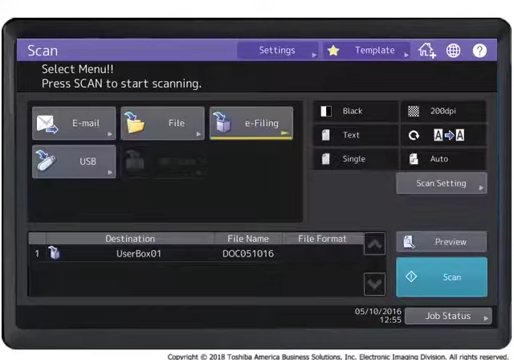 Scan
Settings
Template
?
Select Menu!!
Press SCAN to start scanning.
E-mail
File
e-Filing
USB
Black
200dpi
Text
A A
Single
Auto
Scan Setting
Destination File Name File Format
1 UserBox01 DOC051016
Preview
Scan
05/10/2016
12:55
Job Status
Copyright © 2018 Toshiba America Business Solutions, Inc. Electronic Imaging Division. All rights reserved.